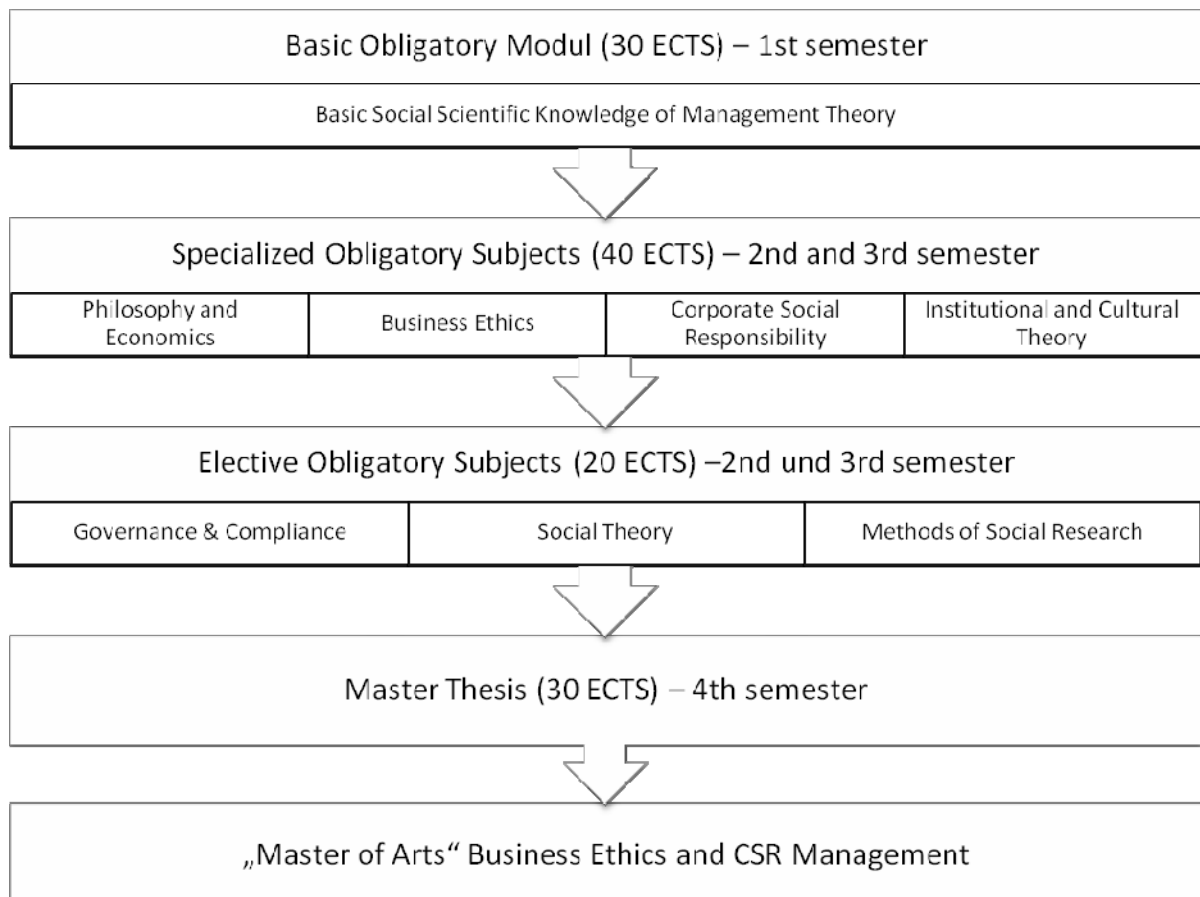 Basic Obligatory Modul (30 ECTS) – 1st semester
Basic Social Scientific Knowledge of Management Theory
Specialized Obligatory Subjects (40 ECTS) – 2nd and 3rd semester
Philosophy and
Economics
Business Ethics
Corporate Social
Responsibility
Institutional and Cultural
Theory
Elective Obligatory Subjects (20 ECTS) –2nd und 3rd semester
Governance & Compliance
Social Theory
Methods of Social Research
Master Thesis (30 ECTS) – 4th semester
„Master of Arts“ Business Ethics and CSR Management